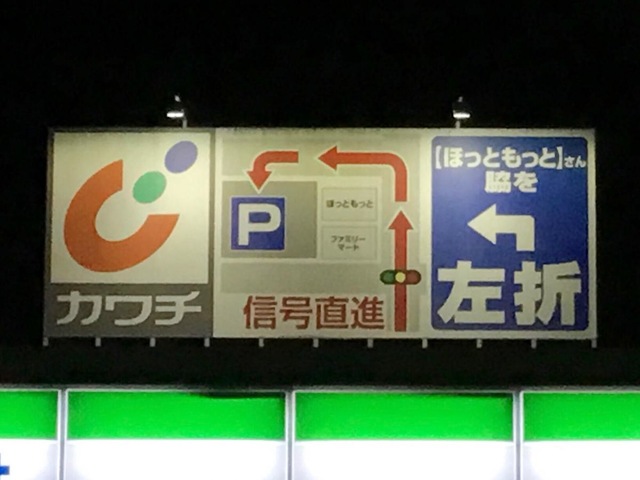 カワチ
P
ほっともっと
ファミリー
マート
信号直進
【ほっともっと】さん
脇を
左折